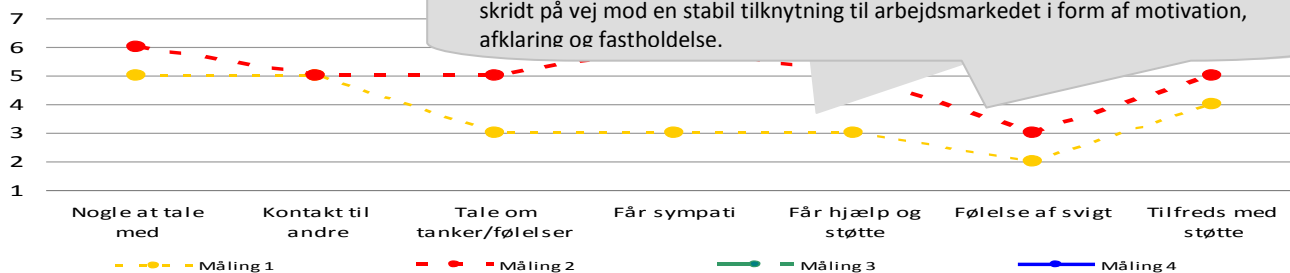 skridt på vej mod en stabil tilknytning til arbejdsmarkedet i form af motivation,
afklaring og fastholdelse.
7
6
5
4
3
2
1
Nogle at tale med
Kontakt til andre
Tale om tanker/følelser
Får sympati
Får hjælp og støtte
Følelse af svigt
Tilfreds med støtte
Måling 1
Måling 2
Måling 3
Måling 4